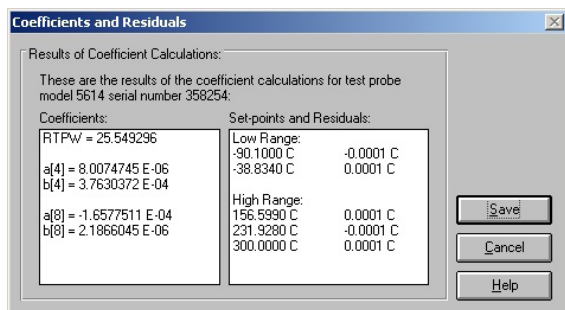 Coefficients and Residuals
Results of Coefficient Calculations:
These are the results of the coefficient calculations for test probe
model 5614 serial number 358254:
Coefficients:
RTPW = 25.549296
a[4] = 8.0074745 E-06
b[4] = 3.7630372 E-04
a[8] = -1.6577511 E-04
b[8] = 2.1866045 E-06
Set-points and Residuals:
Low Range:
-90.1000 C -0.0001 C
-38.8340 C 0.0001 C
High Range:
156.5990 C 0.0001 C
231.9280 C -0.0001 C
300.0000 C 0.0001 C
Save
Cancel
Help